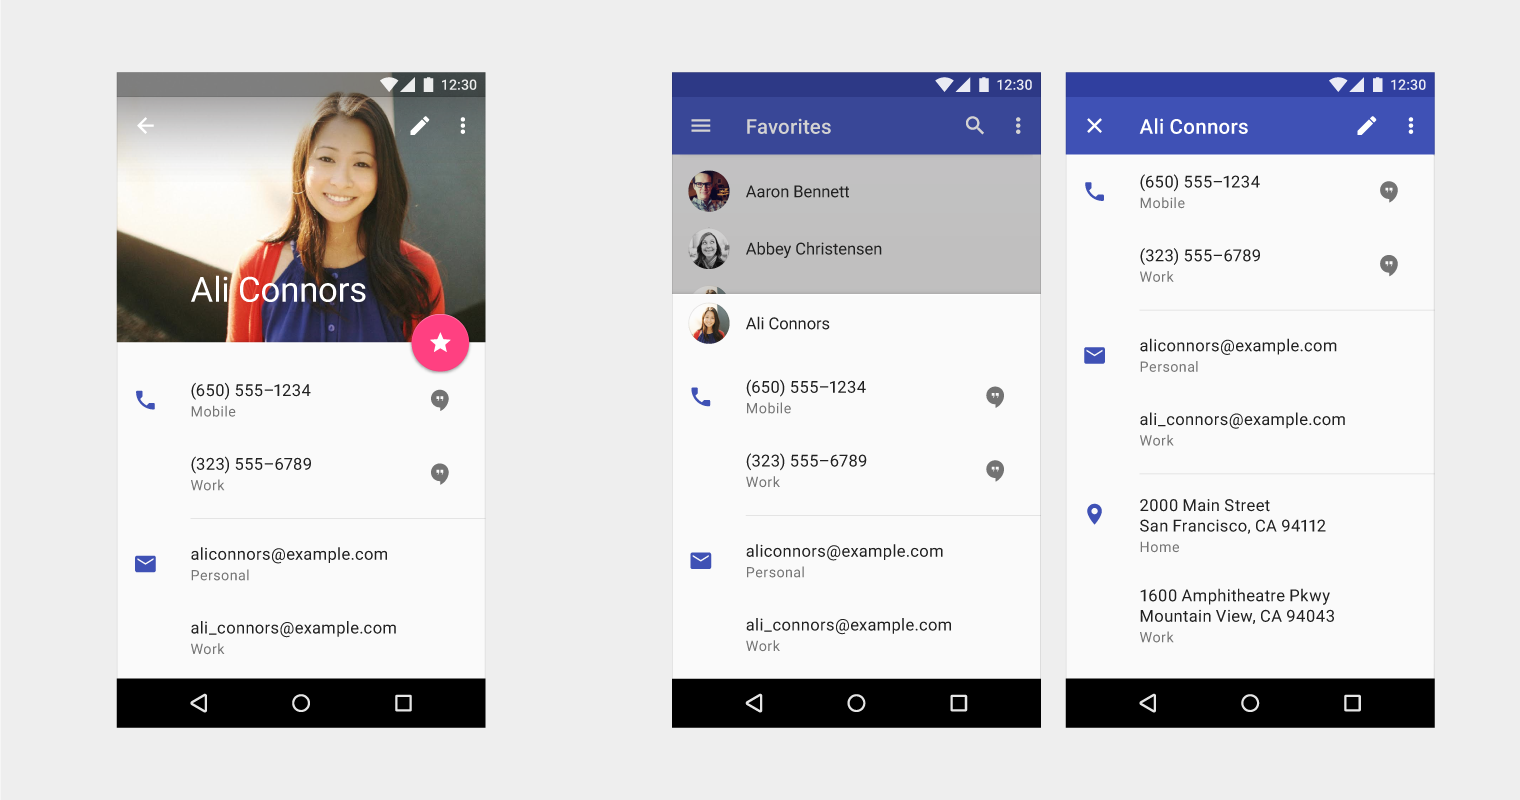 12:30
Ali Connors
(650) 555–1234
Mobile
(323) 555–6789
Work
aliconnors@example.com
Personal
ali_connors@example.com
Work
12:30
Favorites
Aaron Bennett
Abbey Christensen
Ali Connors
(650) 555–1234
Mobile
(323) 555–6789
Work
aliconnors@example.com
Personal
ali_connors@example.com
Work
12:30
Ali Connors
(650) 555–1234
Mobile
(323) 555–6789
Work
aliconnors@example.com
Personal
ali_connors@example.com
Work
2000 Main Street
San Francisco, CA 94112
Home
1600 Amphitheatre Pkwy
Mountain View, CA 94043
Work